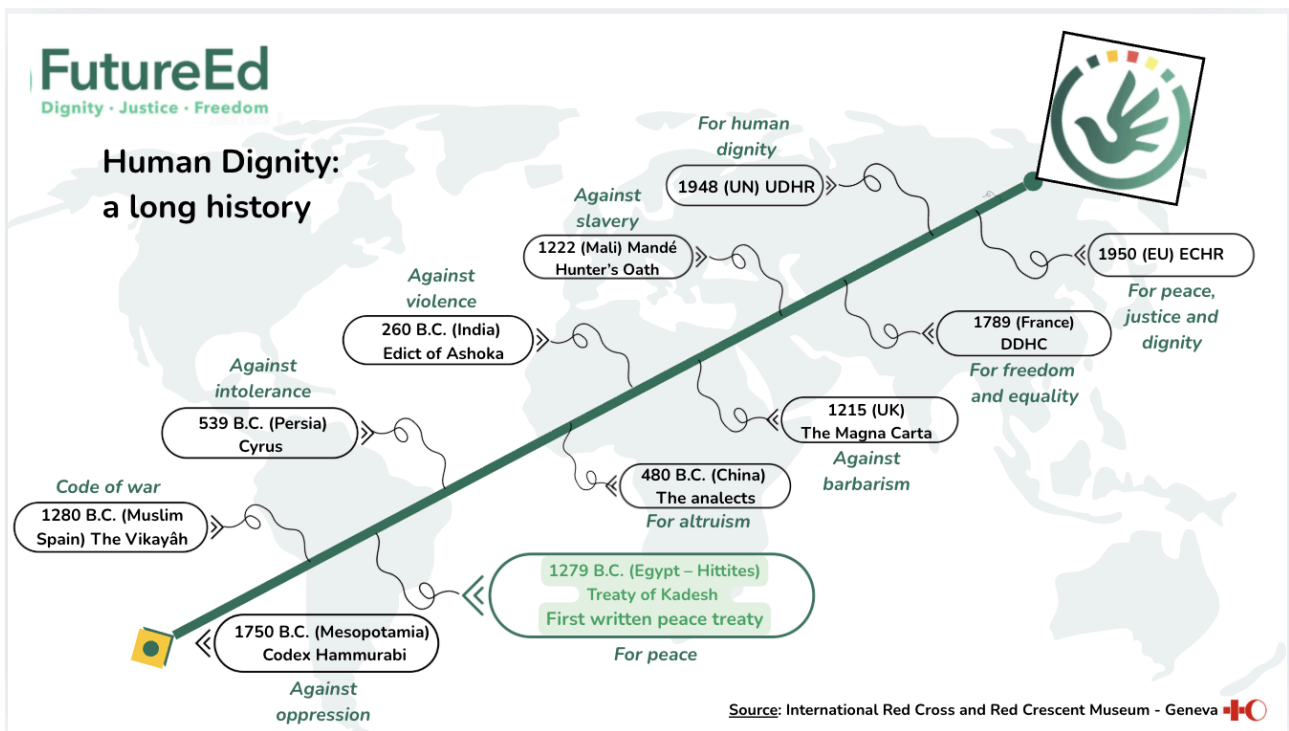 FutureEd
Dignity · Justice · Freedom
Human Dignity:
a long history
For human
dignity
1948 (UN) UDHR
Against
slavery
1222 (Mali) Mandé
Hunter's Oath
1950 (EU) ECHR
For peace,
justice and
dignity
Against
violence
260 B.C. (India)
Edict of Ashoka
1789 (France)
DDHC
For freedom
and equality
Against
intolerance
539 B.C. (Persia)
Cyrus
1215 (UK)
The Magna Carta
Against
barbarism
480 B.C. (China)
The analects
For altruism
Code of war
1280 B.C. (Muslim
Spain) The Vikayâh
1279 B.C. (Egypt – Hittites)
Treaty of Kadesh
First written peace treaty
For peace
1750 B.C. (Mesopotamia)
Codex Hammurabi
Against
oppression
Source: International Red Cross and Red Crescent Museum - Geneva